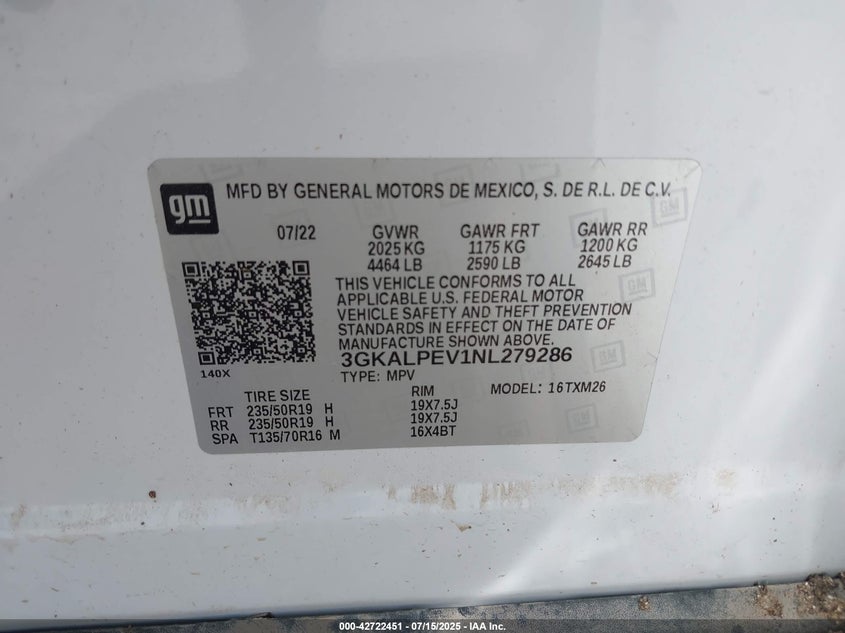 gm
MFD BY GENERAL MOTORS DE MEXICO, S. DE R.L. DE C.V.
07/22 GVWR GAWR FRT GAWR RR
2025 KG 1175 KG 1200 KG
4464 LB 2590 LB 2645 LB
THIS VEHICLE CONFORMS TO ALL
APPLICABLE U.S. FEDERAL MOTOR
VEHICLE SAFETY AND THEFT PREVENTION
STANDARDS IN EFFECT ON THE DATE OF
MANUFACTURE SHOWN ABOVE.
3GKALPEV1NL279286
140X TYPE: MPV MODEL: 16TXM26
TIRE SIZE RIM
FRT 235/50R19 H 19X7.5J
RR 235/50R19 H 19X7.5J
SPA T135/70R16 M 16X4BT
000-42722451 - 07/15/2025 - IAA Inc.